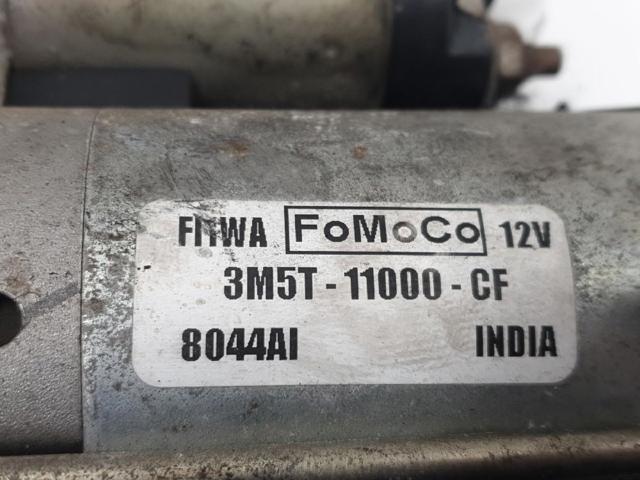 FITWA FoMoCo 12V
3M5T - 11000 - CF
8044AI INDIA